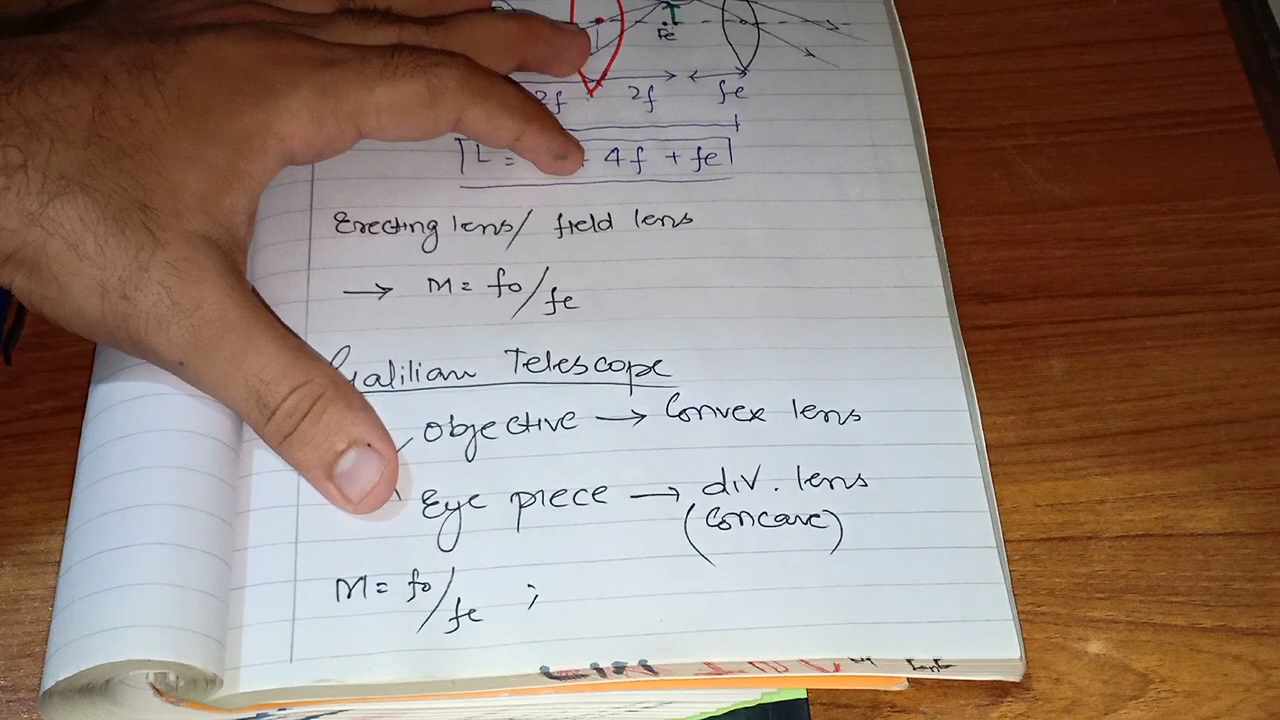 Fe
2f 2f fe
L = + 4f + fe
Erecting lens/ field lens
→ M = fo/fe
Galilian Telescope
objective → Convex lens
Eye piece → div. lens
(concave)
M = fo/fe ;